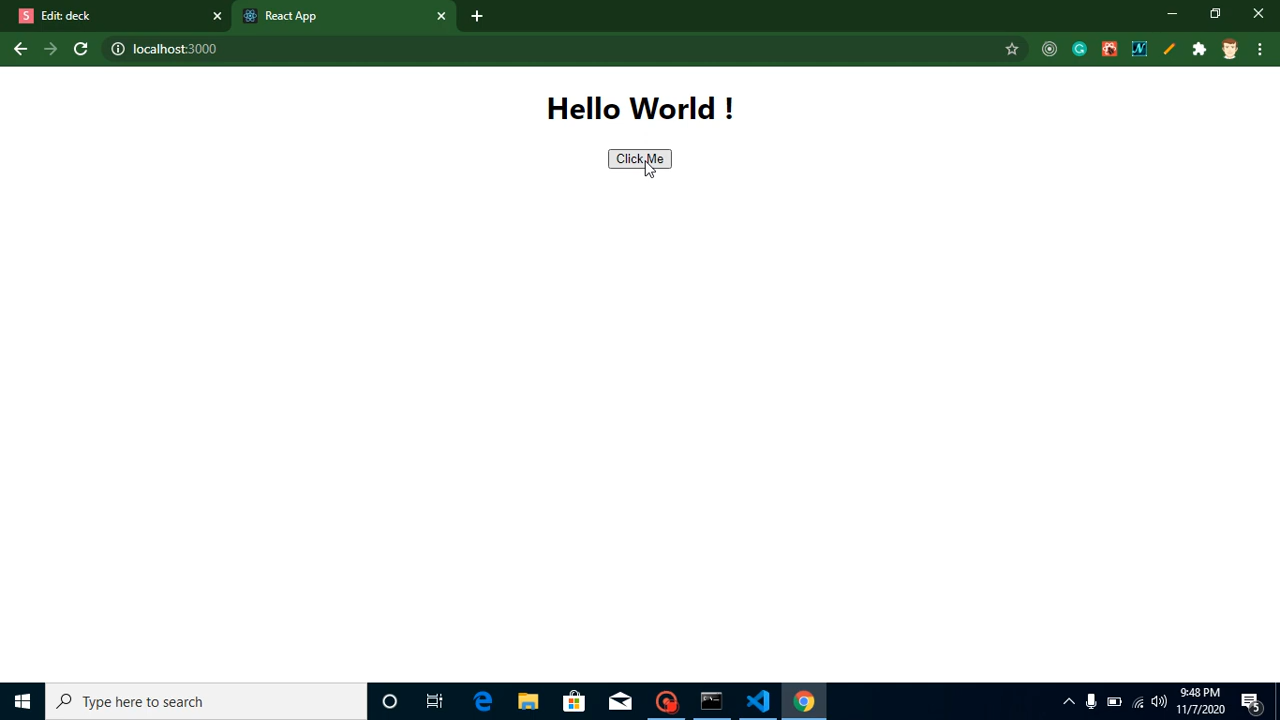 Edit: deck
React App
localhost:3000
Hello World !
Click Me
Type here to search
9:48 PM
11/7/2020
5